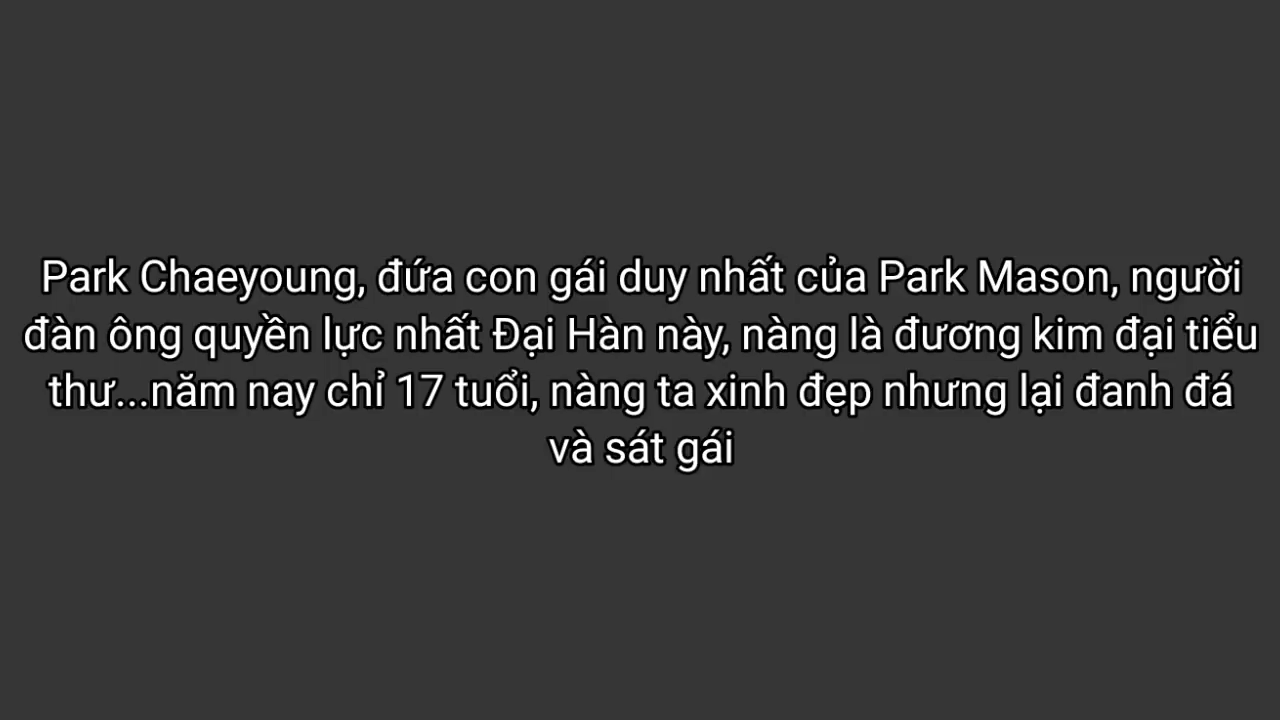 Park Chaeyoung, đứa con gái duy nhất của Park Mason, người
đàn ông quyền lực nhất Đại Hàn này, nàng là đương kim đại tiểu
thư...năm nay chỉ 17 tuổi, nàng ta xinh đẹp nhưng lại đanh đá
và sát gái